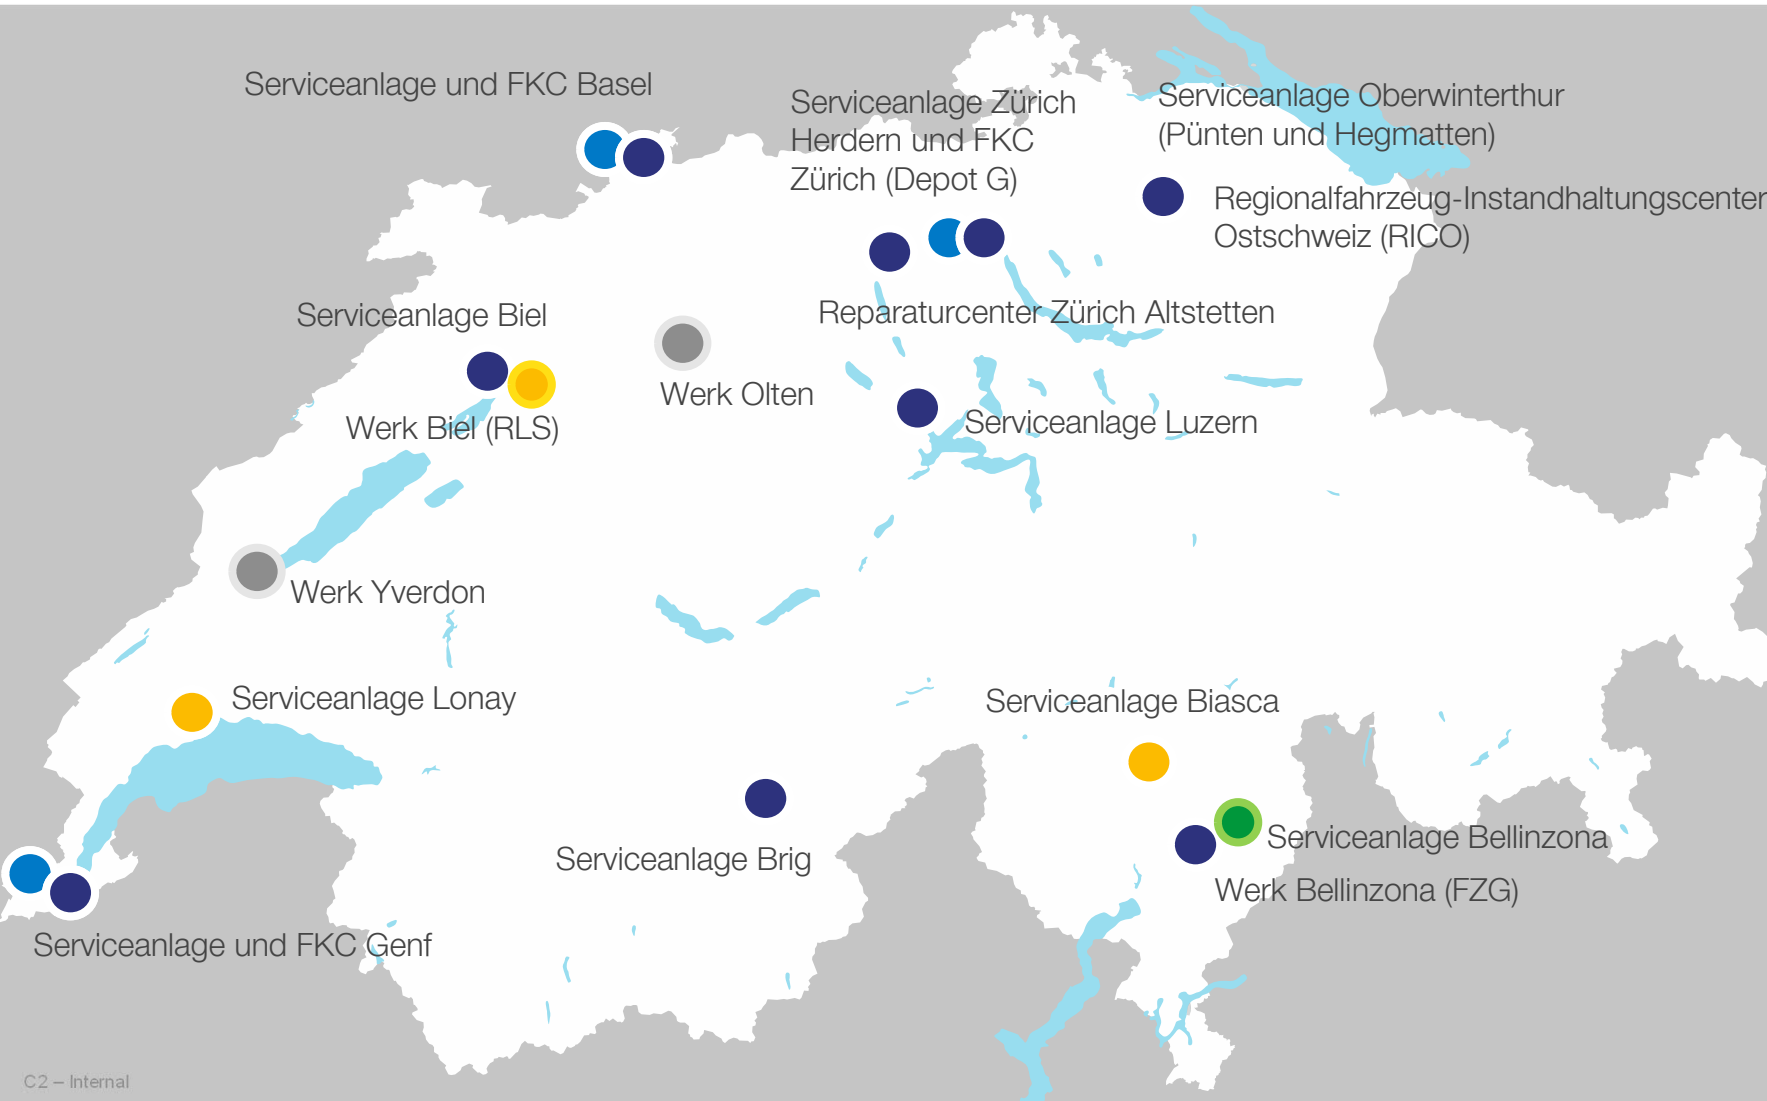 Serviceanlage und FKC Basel
Serviceanlage Zürich
Herdern und FKC
Zürich (Depot G)
Serviceanlage Oberwinterthur
(Pünten und Hegmatten)
Regionalfahrzeug-Instandhaltungscenter
Ostschweiz (RICO)
Serviceanlage Biel
Reparaturcenter Zürich Altstetten
Werk Olten
Werk Biel (RLS)
Serviceanlage Luzern
Werk Yverdon
Serviceanlage Lonay
Serviceanlage Biasca
Serviceanlage Brig
Serviceanlage Bellinzona
Werk Bellinzona (FZG)
Serviceanlage und FKC Genf
C2 – Internal